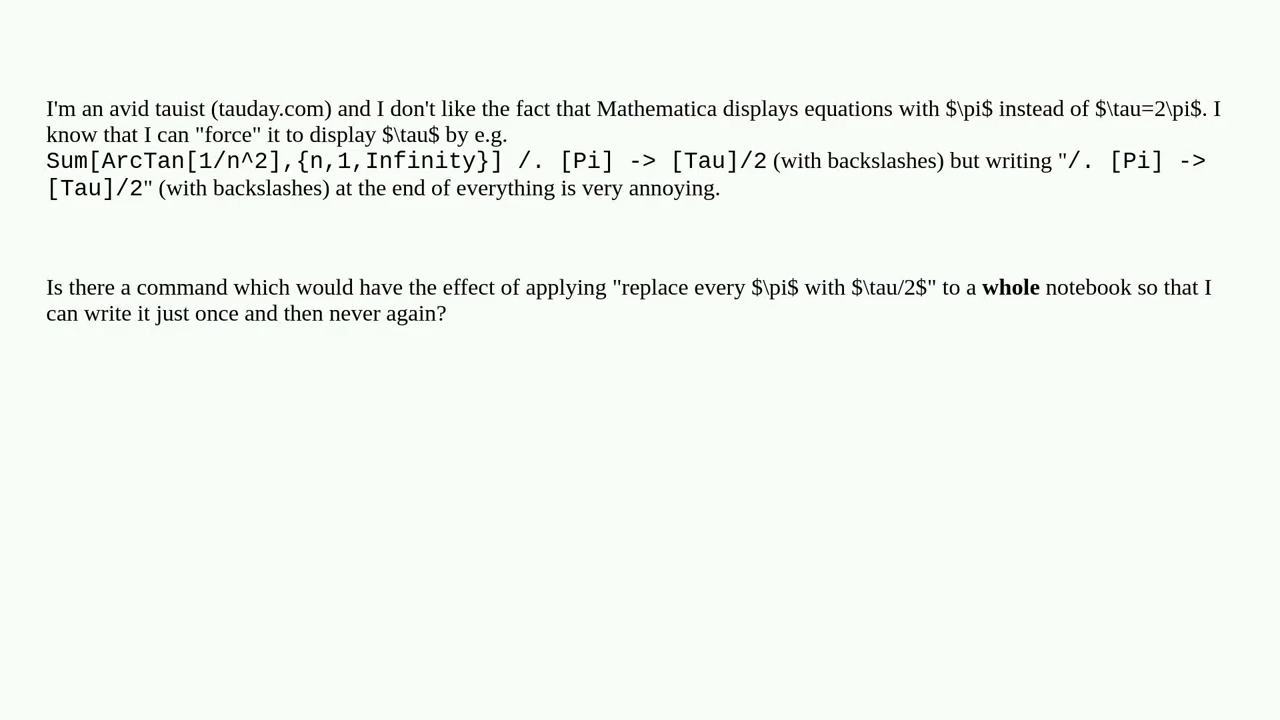 I'm an avid tauist (tauday.com) and I don't like the fact that Mathematica displays equations with $\pi$ instead of $\tau=2\pi$. I
know that I can "force" it to display $\tau$ by e.g.
Sum[ArcTan[1/n^2],{n,1,Infinity}] /. [Pi] -> [Tau]/2 (with backslashes) but writing "/. [Pi] ->
[Tau]/2" (with backslashes) at the end of everything is very annoying.
Is there a command which would have the effect of applying "replace every $\pi$ with $\tau/2$" to a whole notebook so that I
can write it just once and then never again?